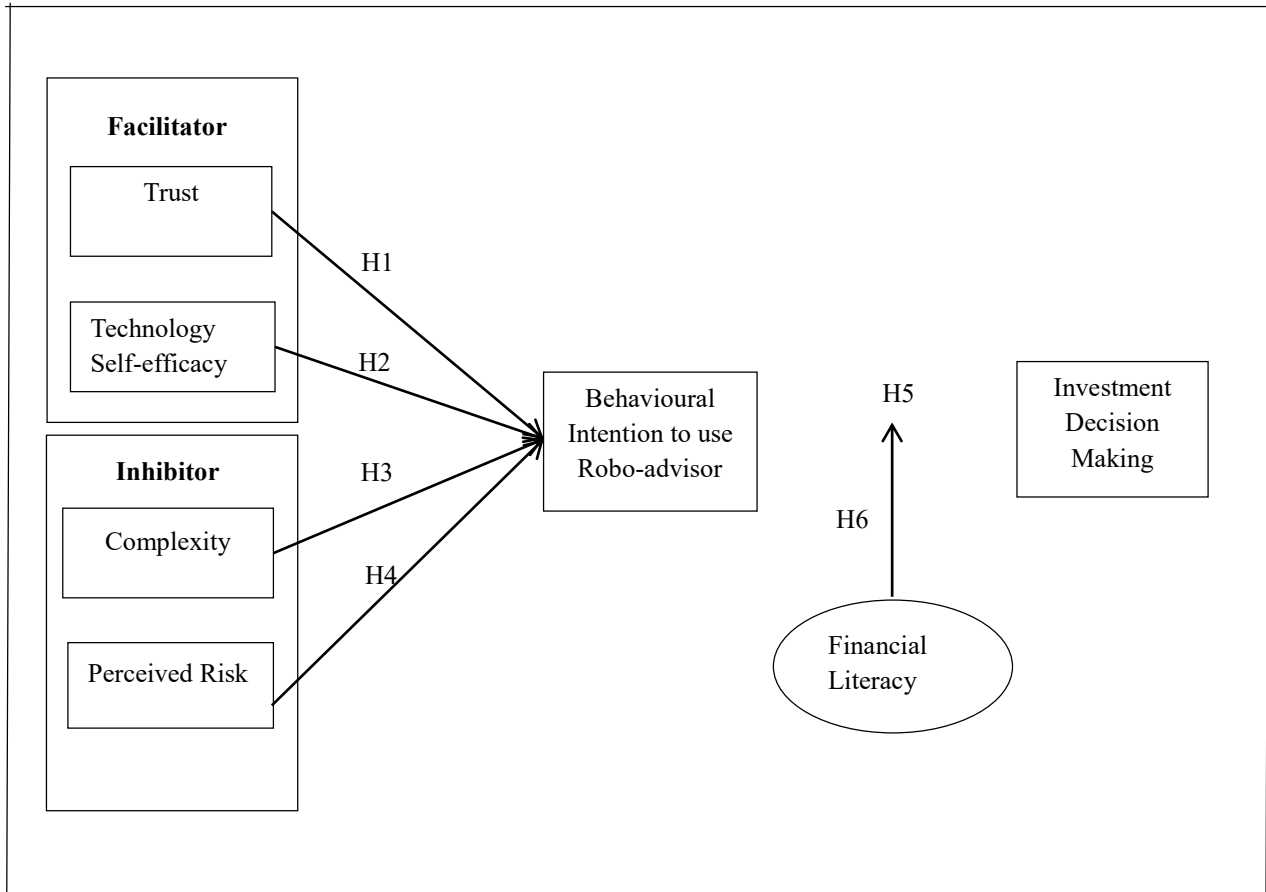 Facilitator
Trust
Technology
Self-efficacy
Inhibitor
Complexity
Perceived Risk
H1
H2
H3
H4
Behavioural
Intention to use
Robo-advisor
H5
H6
Financial
Literacy
Investment
Decision
Making